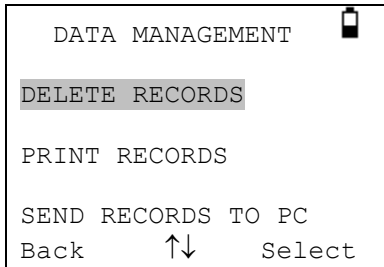 DATA MANAGEMENT
DELETE RECORDS
PRINT RECORDS
SEND RECORDS TO PC
Back ↑↓ Select